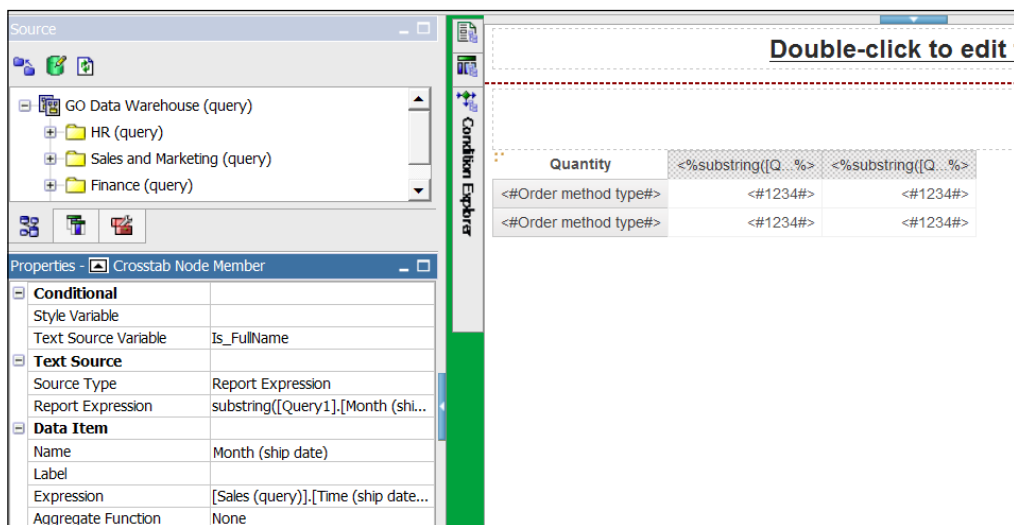 Source
GO Data Warehouse (query)
HR (query)
Sales and Marketing (query)
Finance (query)
Properties - Crosstab Node Member
Conditional
Style Variable
Text Source Variable Is_FullName
Text Source
Source Type Report Expression
Report Expression substring([Query1].[Month (shi...
Data Item
Name Month (ship date)
Label
Expression [Sales (query)].[Time (ship date...
Aggregate Function None
Condition Explorer
Double-click to edit
Quantity <%substring([Q...%> <%substring([Q...%>
<#Order method type#> <#1234#> <#1234#>
<#Order method type#> <#1234#> <#1234#>